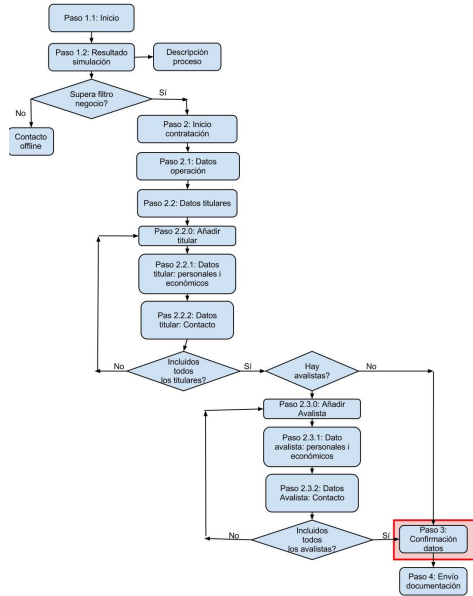 Paso 1.1: Inicio
Paso 1.2: Resultado
simulación
Descripción
proceso
Supera filtro
negocio?
No
Sí
Contacto
offline
Paso 2: Inicio
contratación
Paso 2.1: Datos
operación
Paso 2.2: Datos titulares
Paso 2.2.0: Añadir
titular
Paso 2.2.1: Datos
titular: personales i
económicos
Pas 2.2.2: Datos
titular: Contacto
No
Incluidos
todos
los titulares?
Sí
Hay
avalistas?
No
Paso 2.3.0: Añadir
Avalista
Paso 2.3.1: Dato
avalista: personales i
económicos
Paso 2.3.2: Datos
Avalista: Contacto
No
Incluidos
todos
los avalistas?
Sí
Paso 3:
Confirmación
datos
Paso 4: Envío
documentación